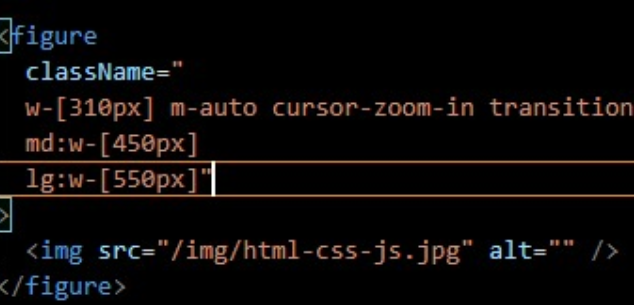 <figure
className="
w-[310px] m-auto cursor-zoom-in transition
md:w-[450px]
lg:w-[550px]"
>
<img src="/img/html-css-js.jpg" alt="" />
</figure>